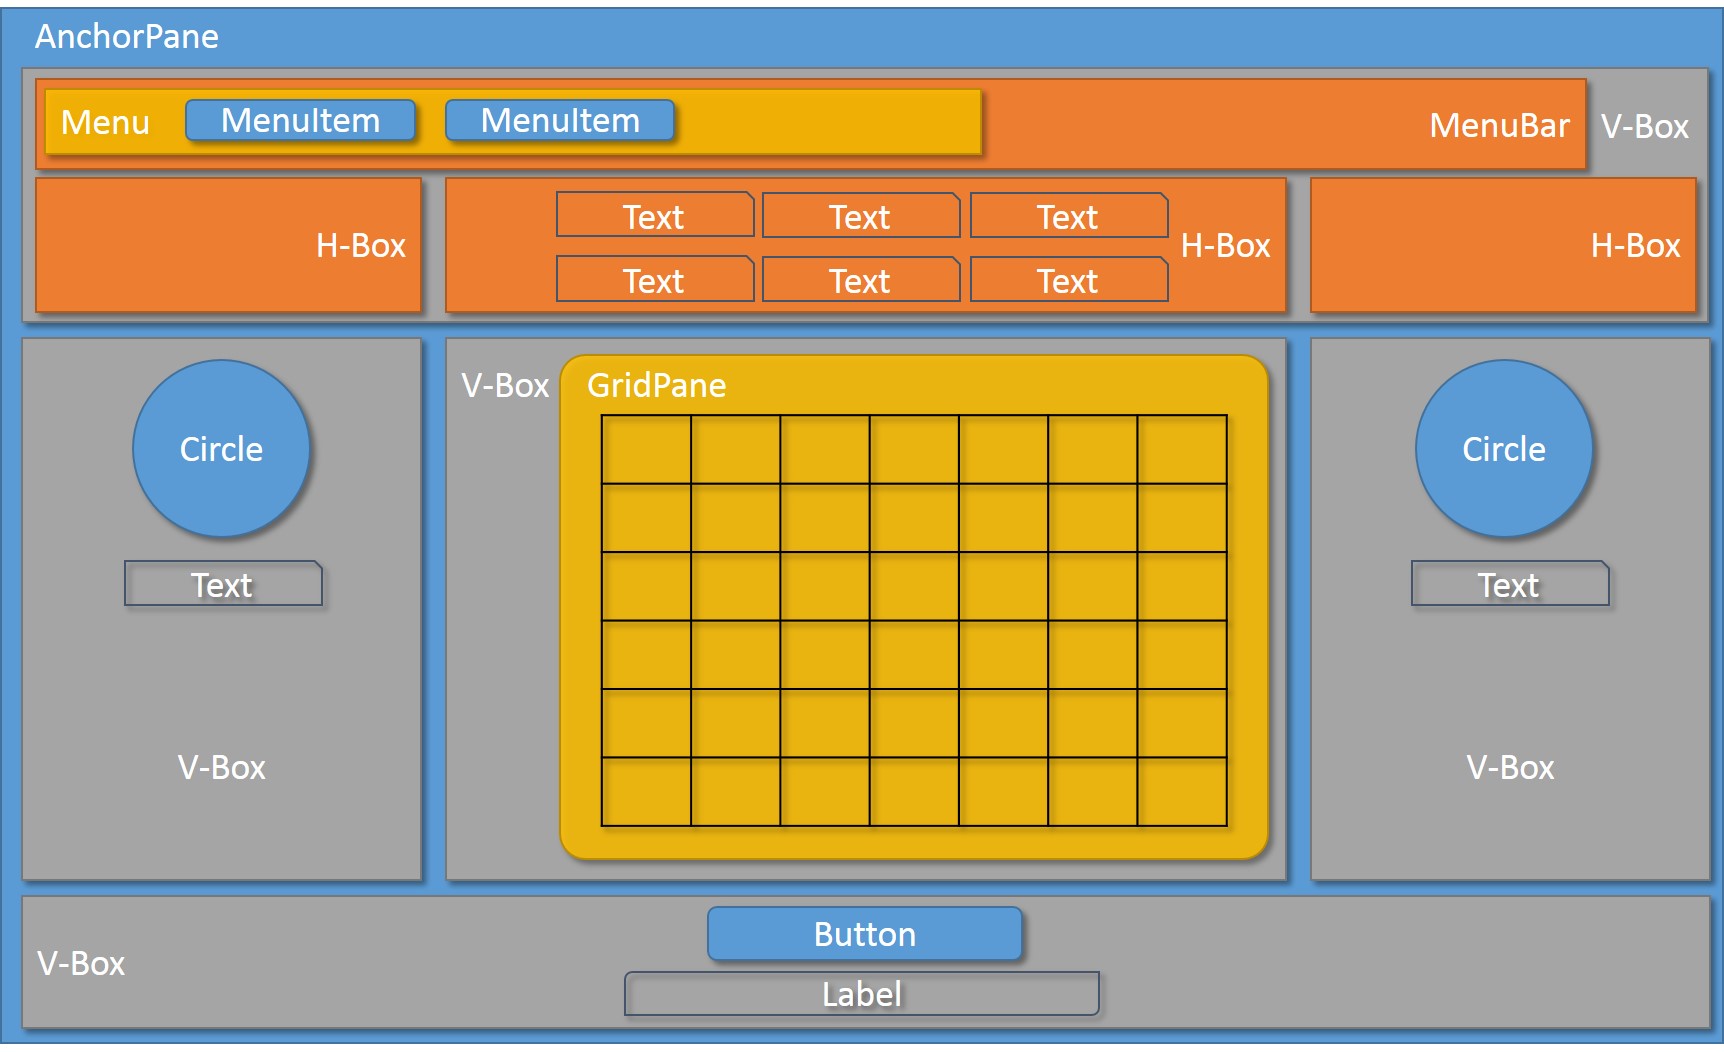 AnchorPane
Menu MenuItem MenuItem MenuBar V-Box
H-Box
Text Text Text
Text Text Text
H-Box
H-Box
Circle
Text
V-Box
V-Box
GridPane
Circle
Text
V-Box
V-Box
Button
Label